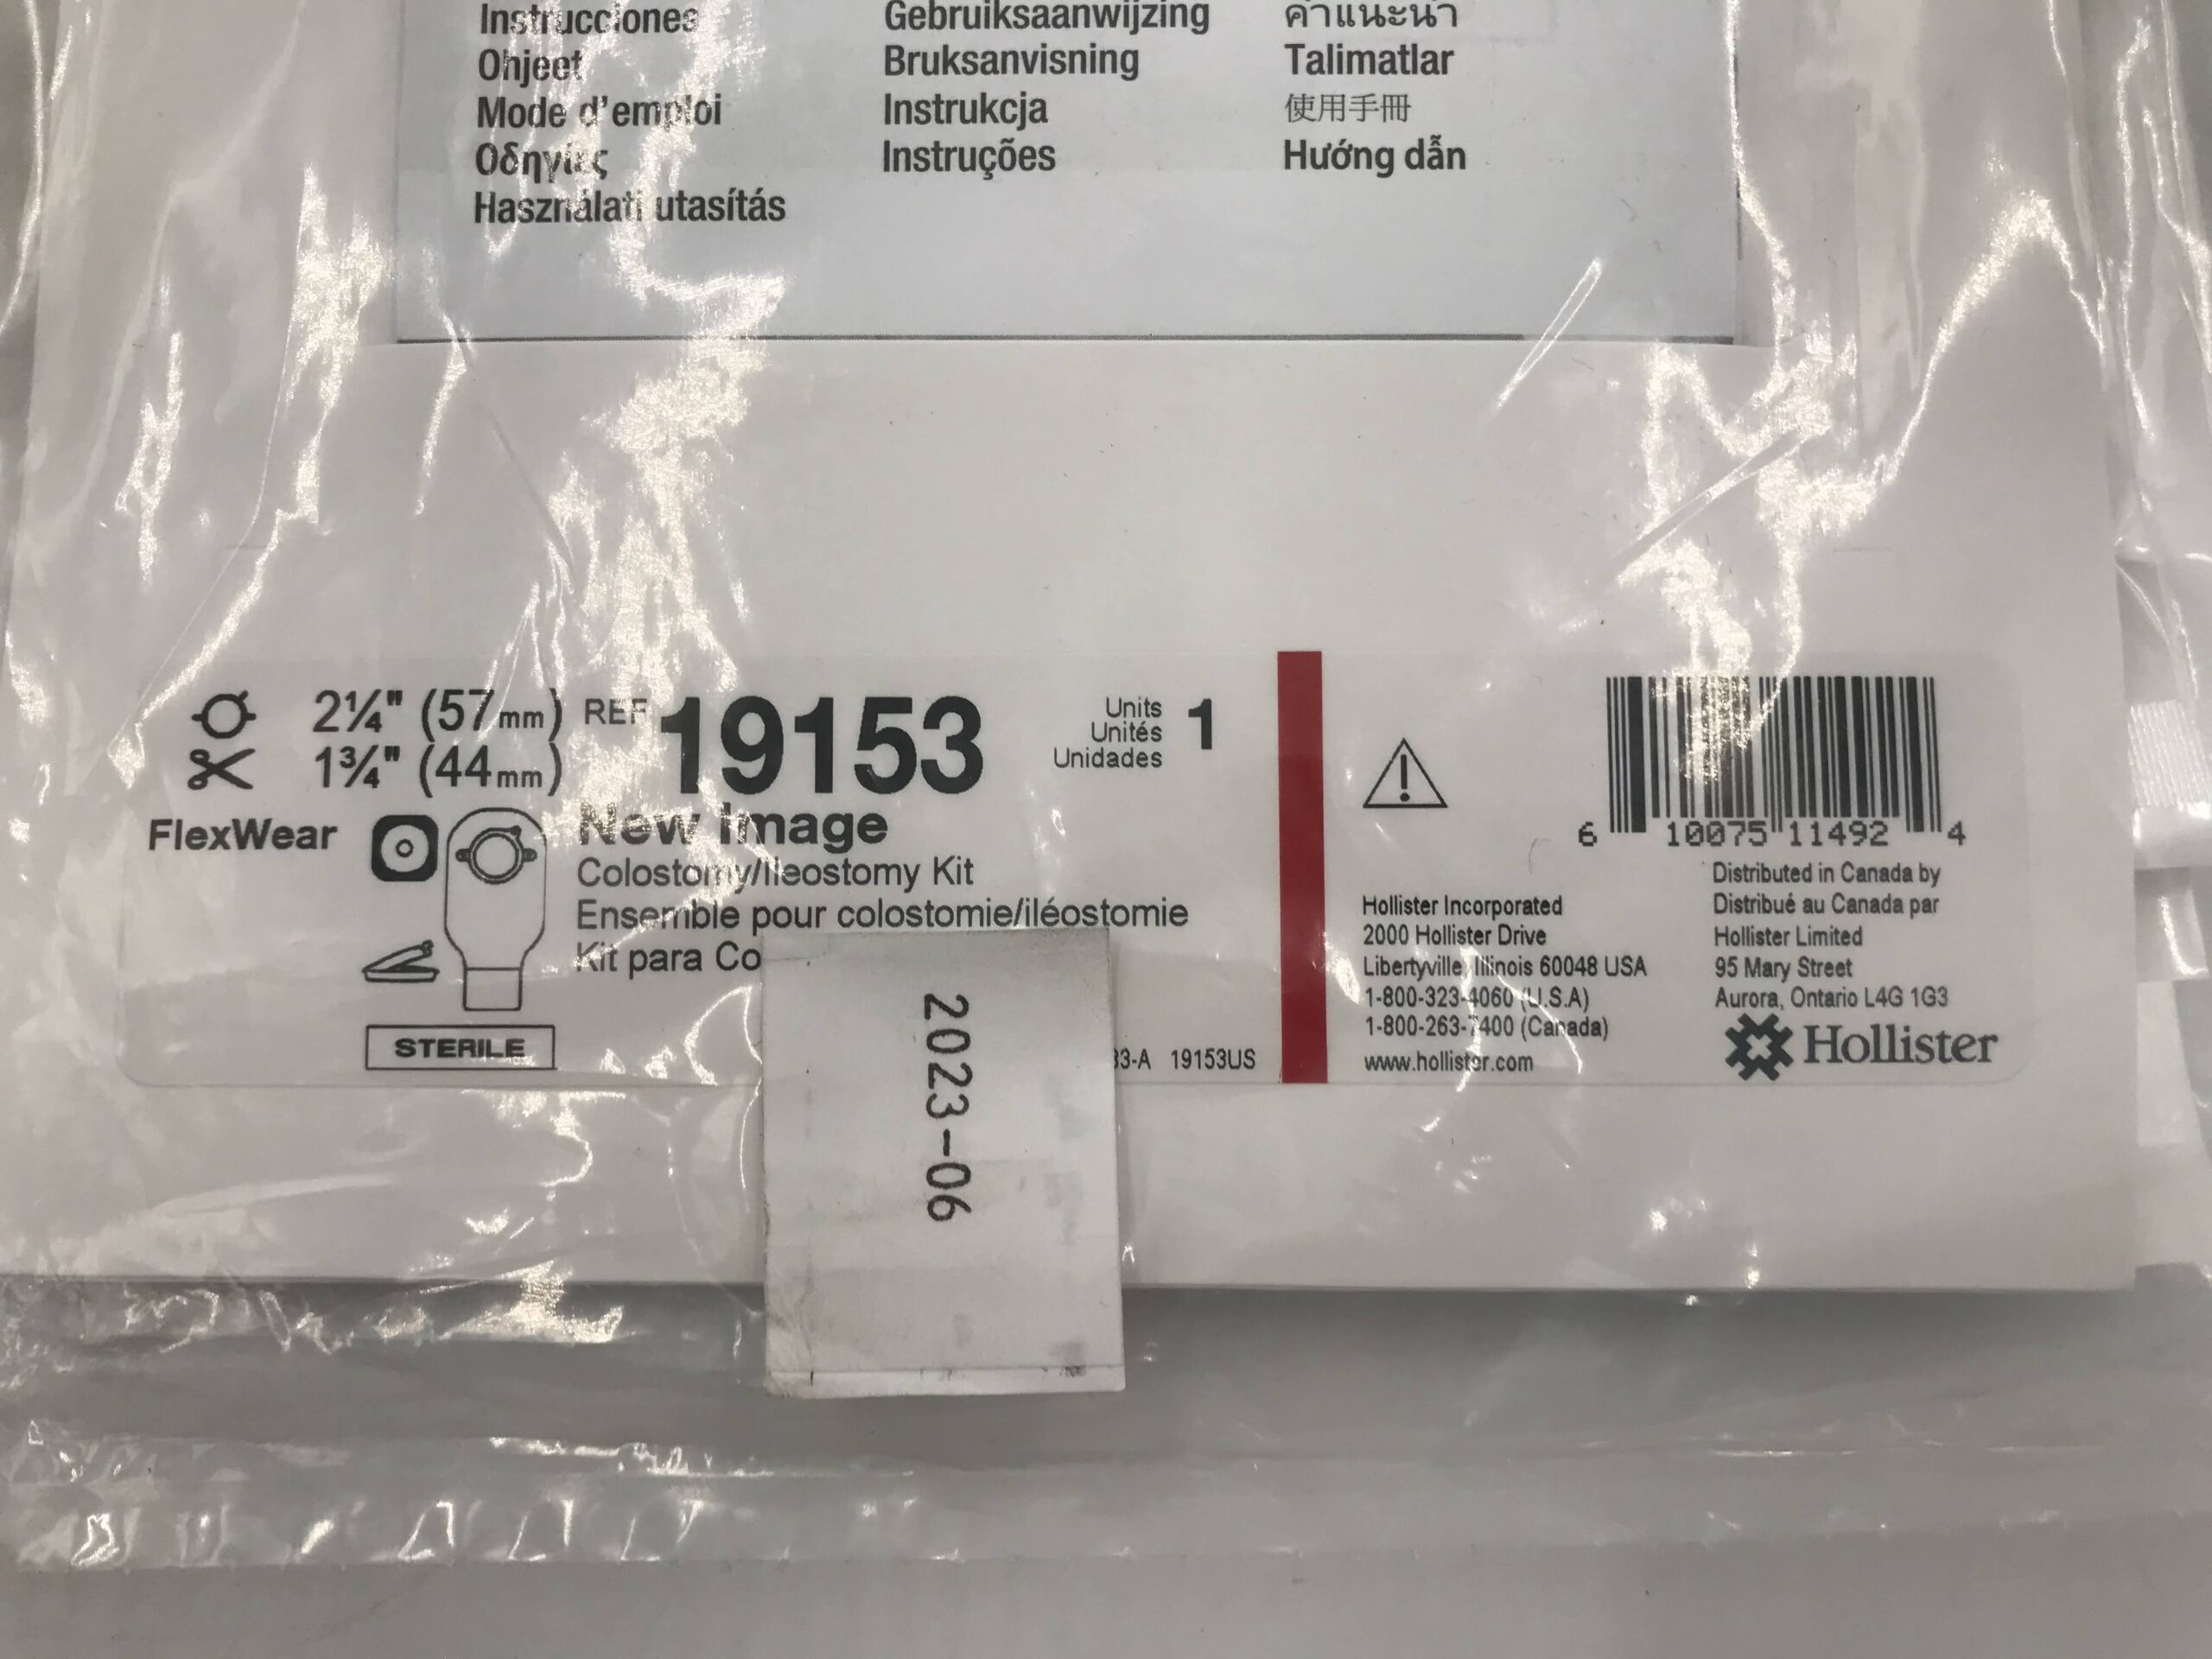 Instrucciones
Ohjeet
Mode d'emploi
Οδηγίες
Használati utasítás
Gebruiksaanwijzing
Bruksanvisning
Instrukcja
Instruções
คำแนะนำ
Talimatlar
使用手冊
Hướng dẫn
2¼" (57mm)
1¾" (44mm)
FlexWear
STERILE
REF 19153
New Image
Colostomy/Ileostomy Kit
Ensemble pour colostomie/iléostomie
Kit para Co
Units
Unités
Unidades
1
33-A 19153US
2023-06
6 10075 11492 4
Hollister Incorporated
2000 Hollister Drive
Libertyville, Illinois 60048 USA
1-800-323-4060 (U.S.A)
1-800-263-7400 (Canada)
www.hollister.com
Distributed in Canada by
Distribué au Canada par
Hollister Limited
95 Mary Street
Aurora, Ontario L4G 1G3
Hollister